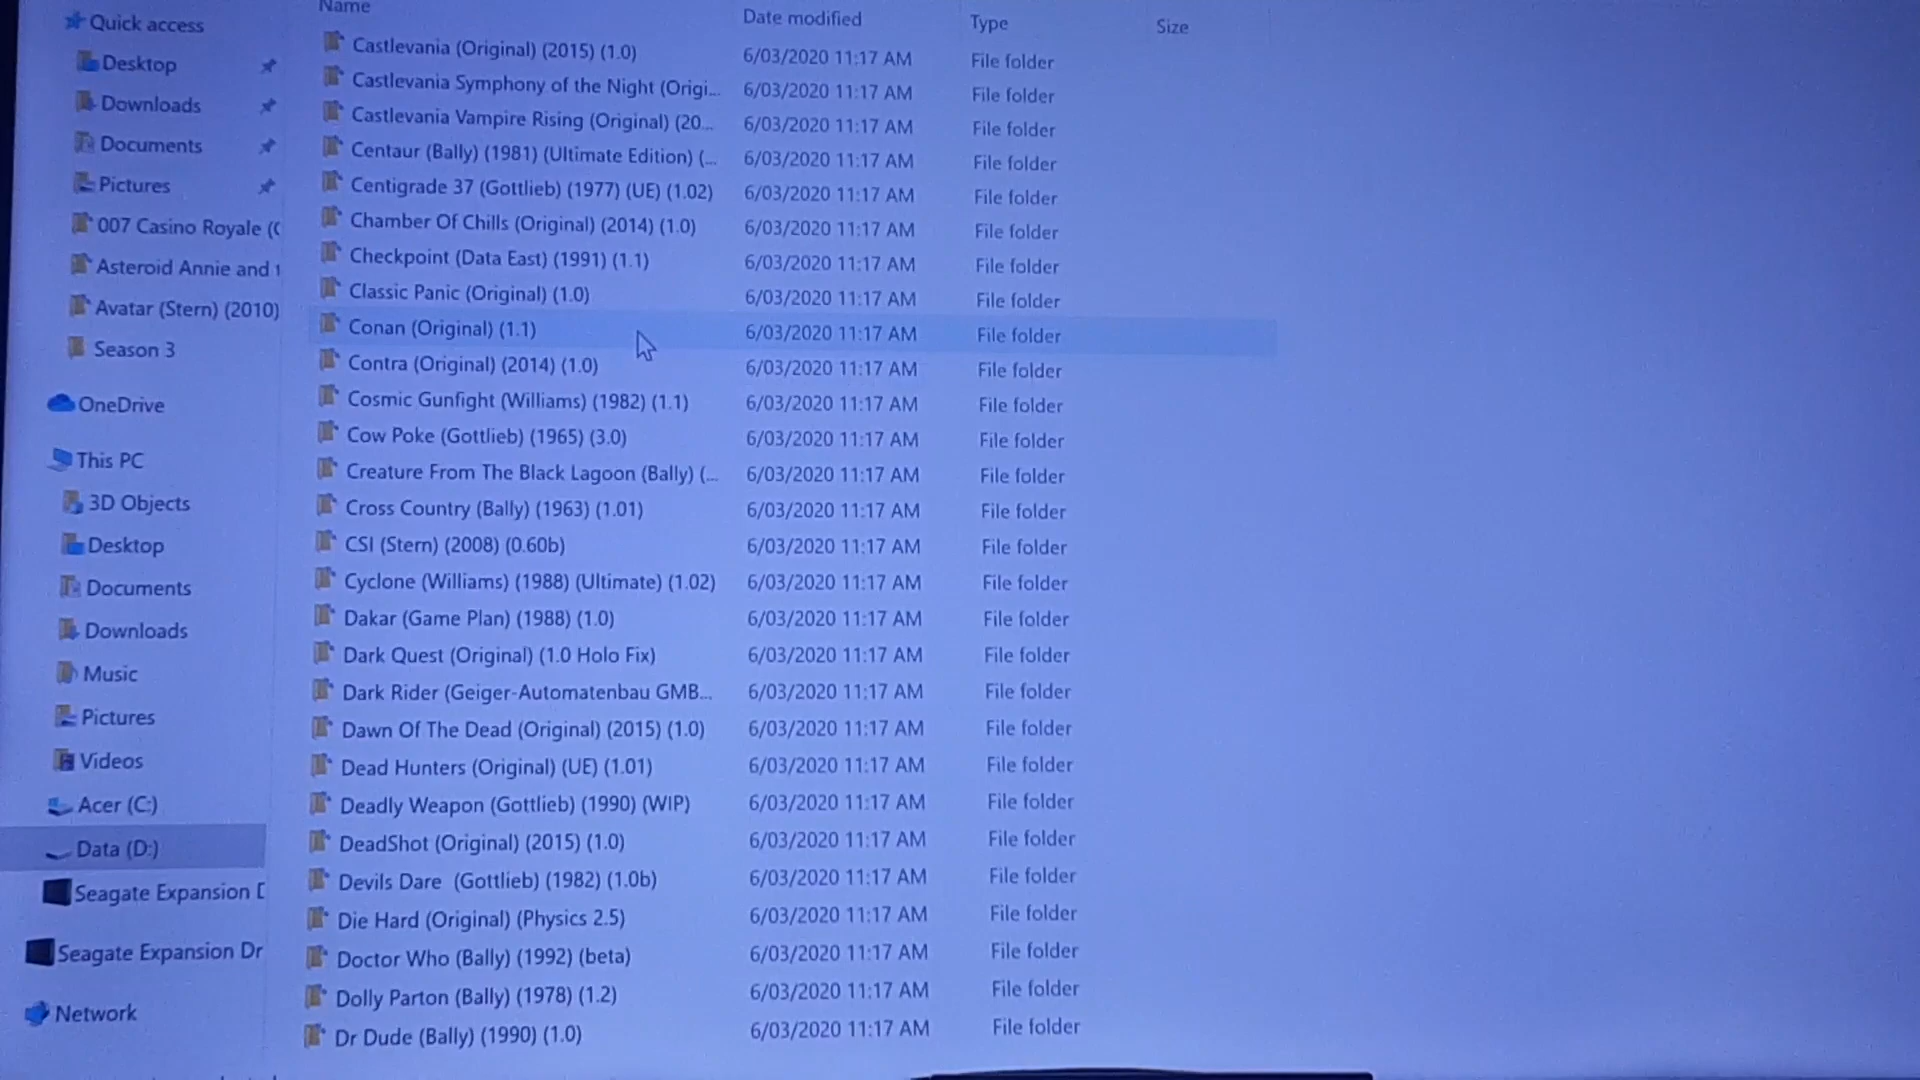 Quick access
Desktop
Downloads
Documents
Pictures
007 Casino Royale (
Asteroid Annie and
Avatar (Stern) (2010)
Season 3
OneDrive
This PC
3D Objects
Desktop
Documents
Downloads
Music
Pictures
Videos
Acer (C:)
Data (D:)
Seagate Expansion
Seagate Expansion Dr
Network
Name Date modified Type Size
Castlevania (Original) (2015) (1.0) 6/03/2020 11:17 AM File folder
Castlevania Symphony of the Night (Origi... 6/03/2020 11:17 AM File folder
Castlevania Vampire Rising (Original) (20... 6/03/2020 11:17 AM File folder
Centaur (Bally) (1981) (Ultimate Edition) (... 6/03/2020 11:17 AM File folder
Centigrade 37 (Gottlieb) (1977) (UE) (1.02) 6/03/2020 11:17 AM File folder
Chamber Of Chills (Original) (2014) (1.0) 6/03/2020 11:17 AM File folder
Checkpoint (Data East) (1991) (1.1) 6/03/2020 11:17 AM File folder
Classic Panic (Original) (1.0) 6/03/2020 11:17 AM File folder
Conan (Original) (1.1) 6/03/2020 11:17 AM File folder
Contra (Original) (2014) (1.0) 6/03/2020 11:17 AM File folder
Cosmic Gunfight (Williams) (1982) (1.1) 6/03/2020 11:17 AM File folder
Cow Poke (Gottlieb) (1965) (3.0) 6/03/2020 11:17 AM File folder
Creature From The Black Lagoon (Bally) (... 6/03/2020 11:17 AM File folder
Cross Country (Bally) (1963) (1.01) 6/03/2020 11:17 AM File folder
CSI (Stern) (2008) (0.60b) 6/03/2020 11:17 AM File folder
Cyclone (Williams) (1988) (Ultimate) (1.02) 6/03/2020 11:17 AM File folder
Dakar (Game Plan) (1988) (1.0) 6/03/2020 11:17 AM File folder
Dark Quest (Original) (1.0 Holo Fix) 6/03/2020 11:17 AM File folder
Dark Rider (Geiger-Automatenbau GMB... 6/03/2020 11:17 AM File folder
Dawn Of The Dead (Original) (2015) (1.0) 6/03/2020 11:17 AM File folder
Dead Hunters (Original) (UE) (1.01) 6/03/2020 11:17 AM File folder
Deadly Weapon (Gottlieb) (1990) (WIP) 6/03/2020 11:17 AM File folder
DeadShot (Original) (2015) (1.0) 6/03/2020 11:17 AM File folder
Devils Dare  (Gottlieb) (1982) (1.0b) 6/03/2020 11:17 AM File folder
Die Hard (Original) (Physics 2.5) 6/03/2020 11:17 AM File folder
Doctor Who (Bally) (1992) (beta) 6/03/2020 11:17 AM File folder
Dolly Parton (Bally) (1978) (1.2) 6/03/2020 11:17 AM File folder
Dr Dude (Bally) (1990) (1.0) 6/03/2020 11:17 AM File folder